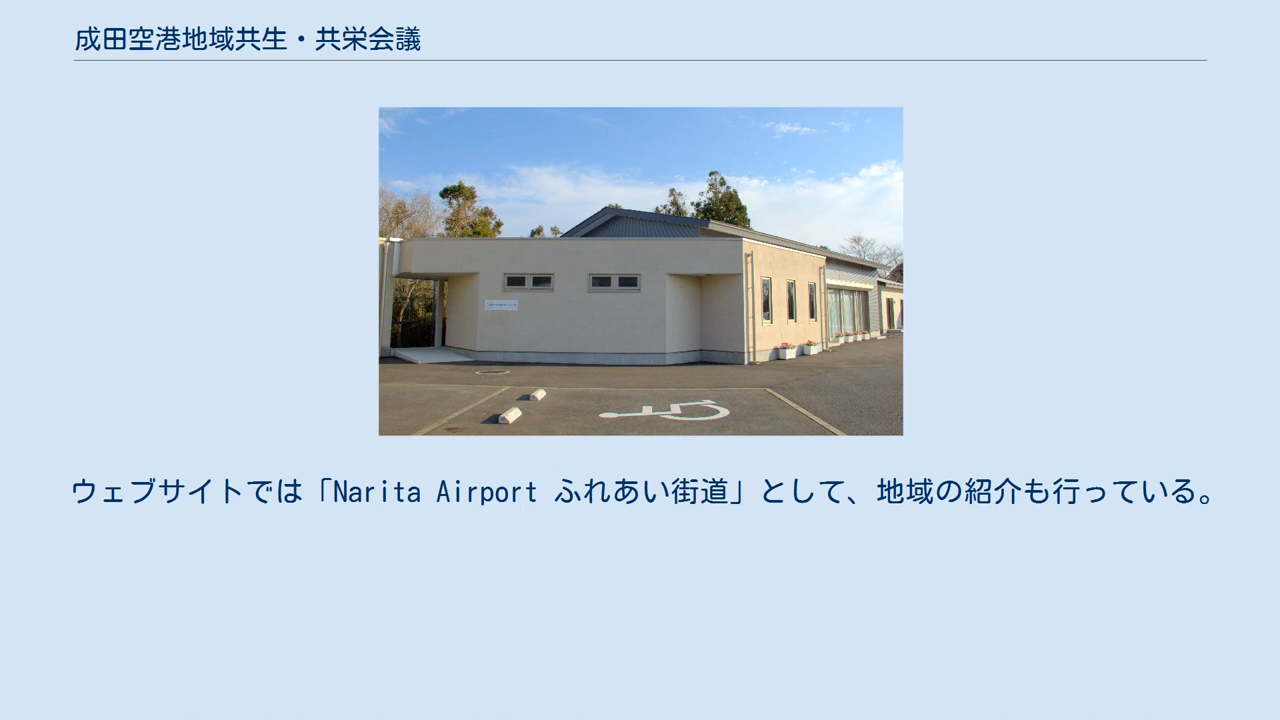 成田空港地域共生・共栄会議
ウェブサイトでは「Narita Airport ふれあい街道」として、地域の紹介も行っている。